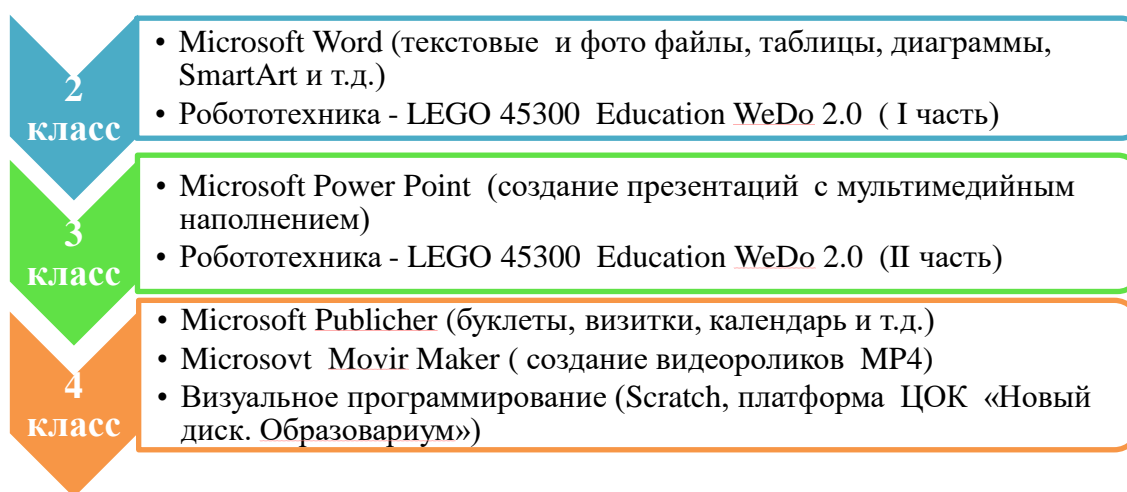 2
класс
• Microsoft Word (текстовые и фото файлы, таблицы, диаграммы,
SmartArt и т.д.)
• Робототехника - LEGO 45300 Education WeDo 2.0 ( I часть)
3
класс
• Microsoft Power Point (создание презентаций с мультимедийным
наполнением)
• Робототехника - LEGO 45300 Education WeDo 2.0 (II часть)
4
класс
• Microsoft Publicher (буклеты, визитки, календарь и т.д.)
• Microsovt Movir Maker ( создание видеороликов MP4)
• Визуальное программирование (Scratch, платформа ЦОК «Новый
диск. Образовариум»)